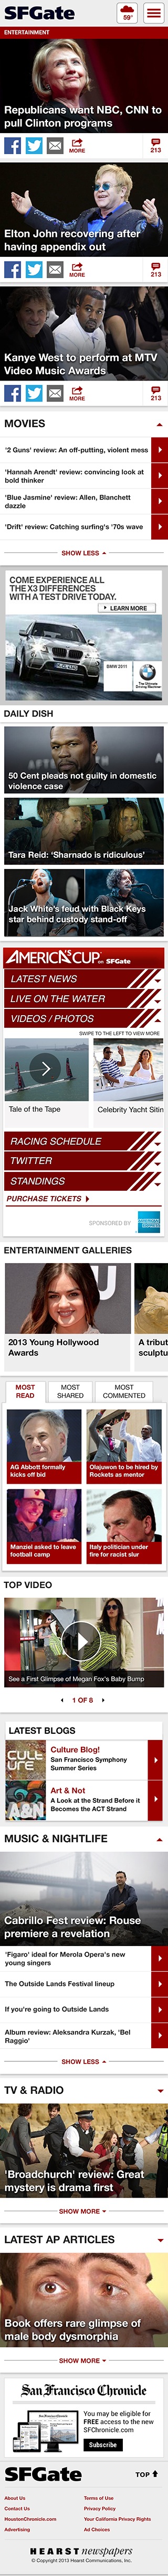 SFGate
59°
ENTERTAINMENT
Republicans want NBC, CNN to
pull Clinton programs
MORE
213
Elton John recovering after
having appendix out
MORE
213
Kanye West to perform at MTV
Video Music Awards
MORE
213
MOVIES
'2 Guns' review: An off-putting, violent mess
'Hannah Arendt' review: convincing look at
bold thinker
'Blue Jasmine' review: Allen, Blanchett
dazzle
'Drift' review: Catching surfing's '70s wave
SHOW LESS
COME EXPERIENCE ALL
THE X3 DIFFERENCES
WITH A TEST DRIVE TODAY.
LEARN MORE
BMW 2011
The Ultimate
Driving Machine
DAILY DISH
50 Cent pleads not guilty in domestic
violence case
Tara Reid: 'Sharnado is ridiculous'
Jack White's feud with Black Keys
star behind custody stand-off
AMERICA'S CUP ON SFGate
LATEST NEWS
LIVE ON THE WATER
VIDEOS / PHOTOS
SWIPE TO THE LEFT TO VIEW MORE
Tale of the Tape
Celebrity Yacht Sitin
RACING SCHEDULE
TWITTER
STANDINGS
PURCHASE TICKETS
SPONSORED BY
ENTERTAINMENT GALLERIES
2013 Young Hollywood
Awards
A tribut
sculptu
MOST
READ
MOST
SHARED
MOST
COMMENTED
AG Abbott formally
kicks off bid
Olajuwon to be hired by
Rockets as mentor
Manziel asked to leave
football camp
Italy politician under
fire for racist slur
TOP VIDEO
See a First Glimpse of Megan Fox's Baby Bump
1 OF 8
LATEST BLOGS
CULT
URE
Culture Blog!
San Francisco Symphony
Summer Series
A&N
Art & Not
A Look at the Strand Before it
Becomes the ACT Strand
MUSIC & NIGHTLIFE
Cabrillo Fest review: Rouse
premiere a revelation
'Figaro' ideal for Merola Opera's new
young singers
The Outside Lands Festival lineup
If you're going to Outside Lands
Album review: Aleksandra Kurzak, 'Bel
Raggio'
SHOW LESS
TV & RADIO
'Broadchurch' review: Great
mystery is drama first
SHOW MORE
LATEST AP ARTICLES
Book offers rare glimpse of
male body dysmorphia
SHOW MORE
San Francisco Chronicle
You may be eligible for
FREE access to the new
SFChronicle.com
Subscribe
SFGate
TOP
About Us
Terms of Use
Contact Us
Privacy Policy
HoustonChronicle.com
Your California Privacy Rights
Advertising
Ad Choices
HEARST newspapers
© Copyright 2013 Hearst Communications, Inc.